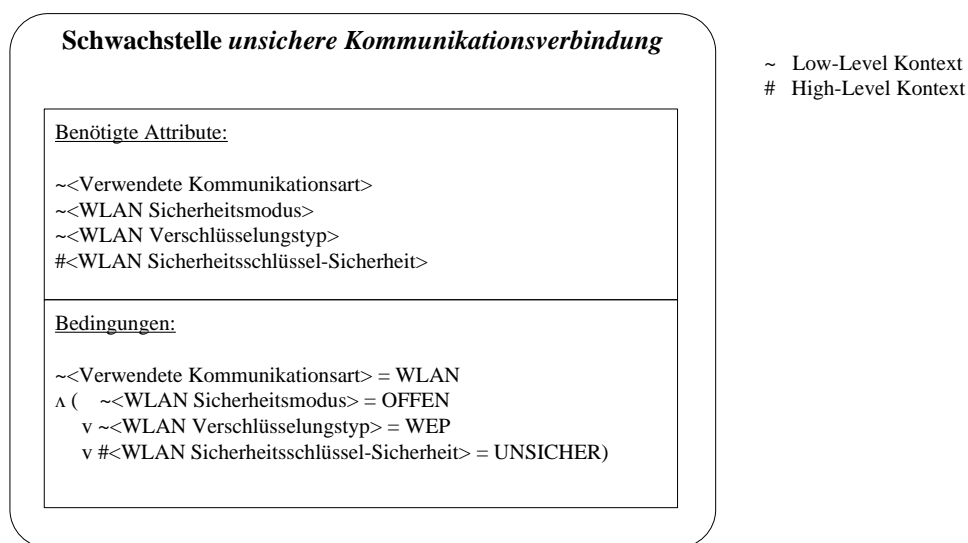 Schwachstelle unsichere Kommunikationsverbindung
~ Low-Level Kontext
# High-Level Kontext
Benötigte Attribute:
~<Verwendete Kommunikationsart>
~<WLAN Sicherheitsmodus>
~<WLAN Verschlüsselungstyp>
#<WLAN Sicherheitsschlüssel-Sicherheit>
Bedingungen:
~<Verwendete Kommunikationsart> = WLAN
ʌ ( ~<WLAN Sicherheitsmodus> = OFFEN
v ~<WLAN Verschlüsselungstyp> = WEP
v #<WLAN Sicherheitsschlüssel-Sicherheit> = UNSICHER)